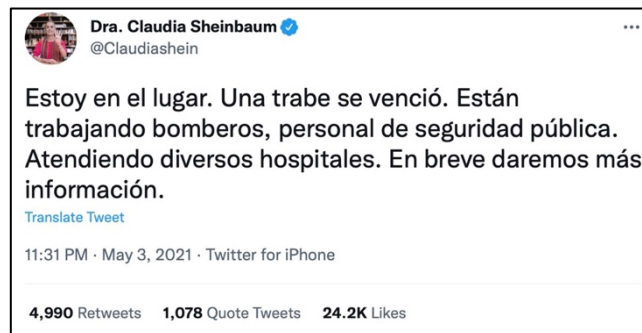 Dra. Claudia Sheinbaum
@Claudiashein
Estoy en el lugar. Una trabe se venció. Están
trabajando bomberos, personal de seguridad pública.
Atendiendo diversos hospitales. En breve daremos más
información.
Translate Tweet
11:31 PM · May 3, 2021 · Twitter for iPhone
4,990 Retweets 1,078 Quote Tweets 24.2K Likes